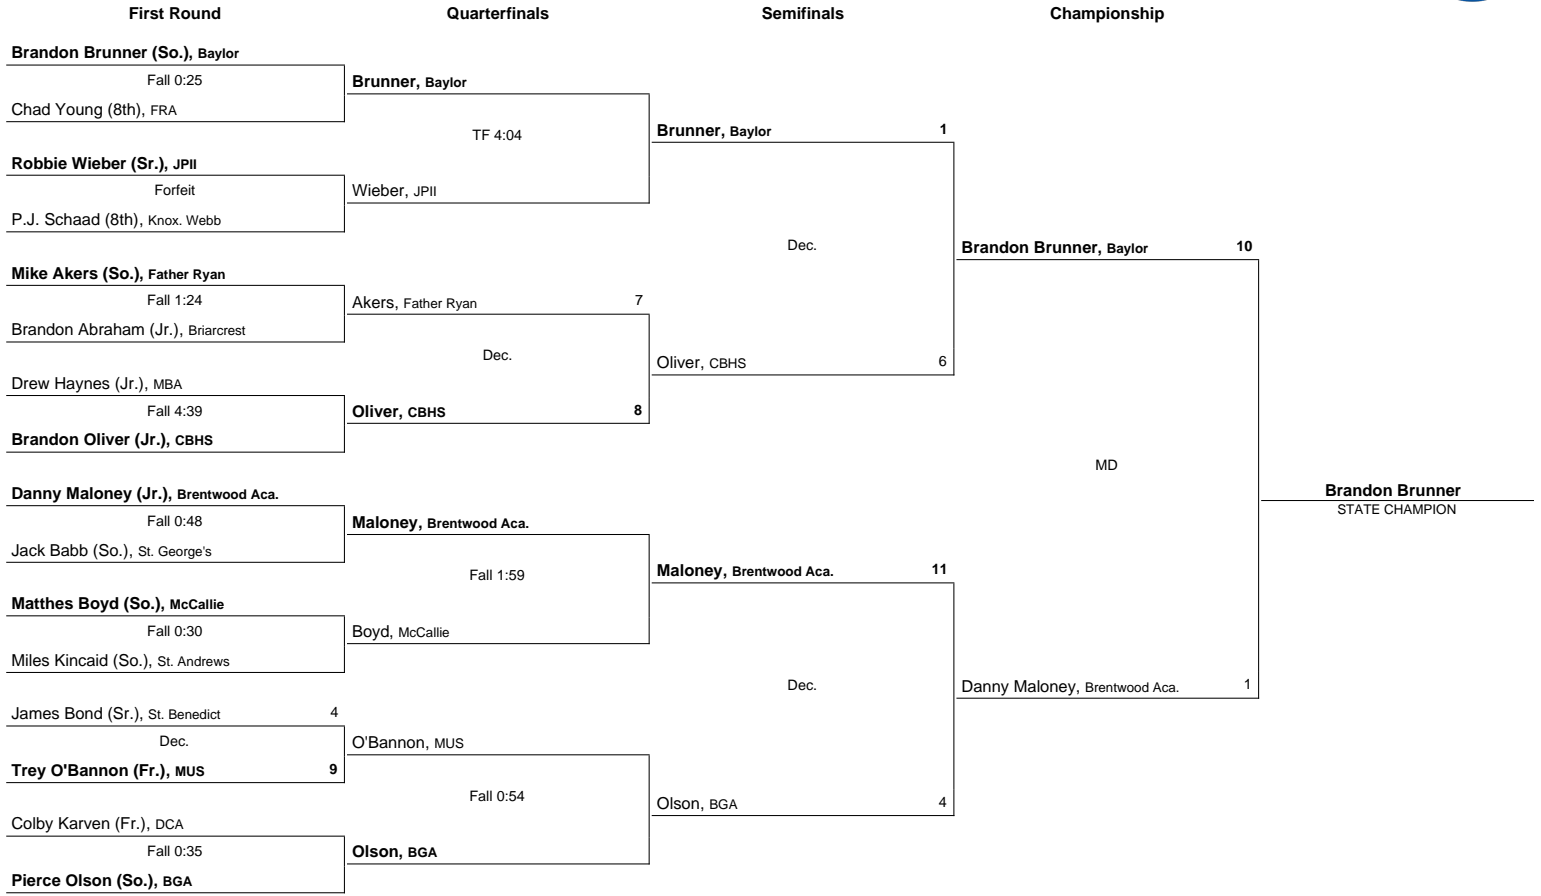 First Round
Quarterfinals
Semifinals
Championship
Brandon Brunner (So.), Baylor
Fall 0:25
Chad Young (8th), FRA
Robbie Wieber (Sr.), JPII
Forfeit
P.J. Schaad (8th), Knox. Webb
Mike Akers (So.), Father Ryan
Fall 1:24
Brandon Abraham (Jr.), Briarcrest
Drew Haynes (Jr.), MBA
Fall 4:39
Brandon Oliver (Jr.), CBHS
Danny Maloney (Jr.), Brentwood Aca.
Fall 0:48
Jack Babb (So.), St. George's
Matthes Boyd (So.), McCallie
Fall 0:30
Miles Kincaid (So.), St. Andrews
James Bond (Sr.), St. Benedict 4
Dec.
Trey O'Bannon (Fr.), MUS 9
Colby Karven (Fr.), DCA
Fall 0:35
Pierce Olson (So.), BGA
Brunner, Baylor
TF 4:04
Wieber, JPII
Akers, Father Ryan 7
Dec.
Oliver, CBHS 8
Maloney, Brentwood Aca.
Fall 1:59
Boyd, McCallie
O'Bannon, MUS
Fall 0:54
Olson, BGA
Brunner, Baylor 1
Dec.
Oliver, CBHS 6
Maloney, Brentwood Aca. 11
Dec.
Olson, BGA 4
Brandon Brunner, Baylor 10
MD
Danny Maloney, Brentwood Aca. 1
Brandon Brunner
STATE CHAMPION